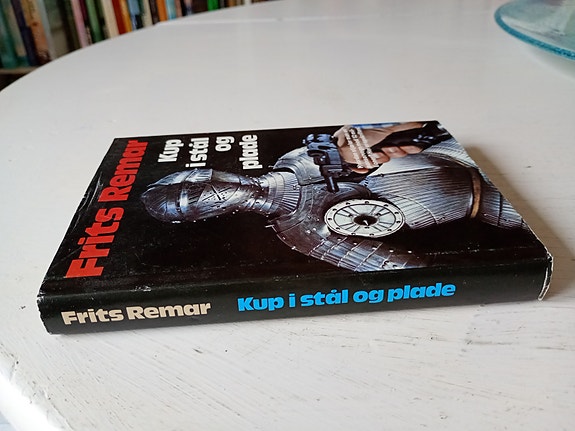 Frits Remar
Kup
i stål
og
plade
Frits Remar Kup i stål og plade